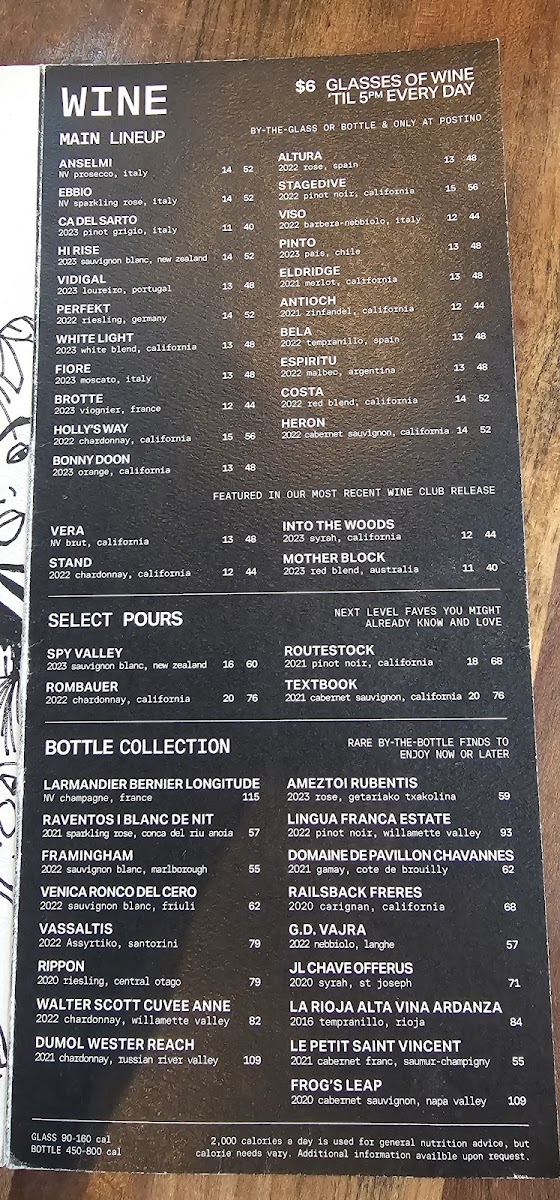 WINE
$6 GLASSES OF WINE
'TIL 5PM EVERY DAY
MAIN LINEUP
BY-THE-GLASS OR BOTTLE & ONLY AT POSTINO
ANSELMI
NV prosecco, italy 14 52
EBBIO
NV sparkling rose, italy 14 52
CA DEL SARTO
2023 pinot grigio, italy 11 40
HI RISE
2023 sauvignon blanc, new zealand 14 52
VIDIGAL
2023 loureiro, portugal 13 48
PERFEKT
2022 riesling, germany 14 52
WHITE LIGHT
2023 white blend, california 13 48
FIORE
2023 moscato, italy 13 48
BROTTE
2023 viognier, france 12 44
HOLLY'S WAY
2022 chardonnay, california 15 56
BONNY DOON
2023 orange, california 13 48
ALTURA
2022 rose, spain 13 48
STAGEDIVE
2022 pinot noir, california 15 56
VISO
2022 barbera-nebbiolo, italy 12 44
PINTO
2023 pais, chile 13 48
ELDRIDGE
2021 merlot, california 13 48
ANTIOCH
2021 zinfandel, california 12 44
BELA
2022 tempranillo, spain 13 48
ESPIRITU
2022 malbec, argentina 13 48
COSTA
2022 red blend, california 14 52
HERON
2022 cabernet sauvignon, california 14 52
FEATURED IN OUR MOST RECENT WINE CLUB RELEASE
VERA
NV brut, california 13 48
STAND
2022 chardonnay, california 12 44
INTO THE WOODS
2023 syrah, california 12 44
MOTHER BLOCK
2023 red blend, australia 11 40
SELECT POURS
NEXT LEVEL FAVES YOU MIGHT
ALREADY KNOW AND LOVE
SPY VALLEY
2023 sauvignon blanc, new zealand 16 60
ROMBAUER
2022 chardonnay, california 20 76
ROUTESTOCK
2021 pinot noir, california 18 68
TEXTBOOK
2021 cabernet sauvignon, california 20 76
BOTTLE COLLECTION
RARE BY-THE-BOTTLE FINDS TO
ENJOY NOW OR LATER
LARMANDIER BERNIER LONGITUDE
NV champagne, france 115
RAVENTOS I BLANC DE NIT
2021 sparkling rose, conca del riu anoia 57
FRAMINGHAM
2022 sauvignon blanc, marlborough 55
VENICA RONCO DEL CERO
2022 sauvignon blanc, friuli 62
VASSALTIS
2022 Assyrtiko, santorini 79
RIPPON
2020 riesling, central otago 79
WALTER SCOTT CUVEE ANNE
2022 chardonnay, willamette valley 82
DUMOL WESTER REACH
2021 chardonnay, russian river valley 109
AMEZTOI RUBENTIS
2023 rose, getariako txakolina 59
LINGUA FRANCA ESTATE
2022 pinot noir, willamette valley 93
DOMAINE DE PAVILLON CHAVANNES
2021 gamay, cote de brouilly 62
RAILSBACK FRERES
2020 carignan, california 68
G.D. VAJRA
2022 nebbiolo, langhe 57
JL CHAVE OFFERUS
2020 syrah, st joseph 71
LA RIOJA ALTA VINA ARDANZA
2016 tempranillo, rioja 84
LE PETIT SAINT VINCENT
2021 cabernet franc, saumur-champigny 55
FROG'S LEAP
2020 cabernet sauvignon, napa valley 109
GLASS 90-160 cal
BOTTLE 450-800 cal
2,000 calories a day is used for general nutrition advice, but
calorie needs vary. Additional information availble upon request.